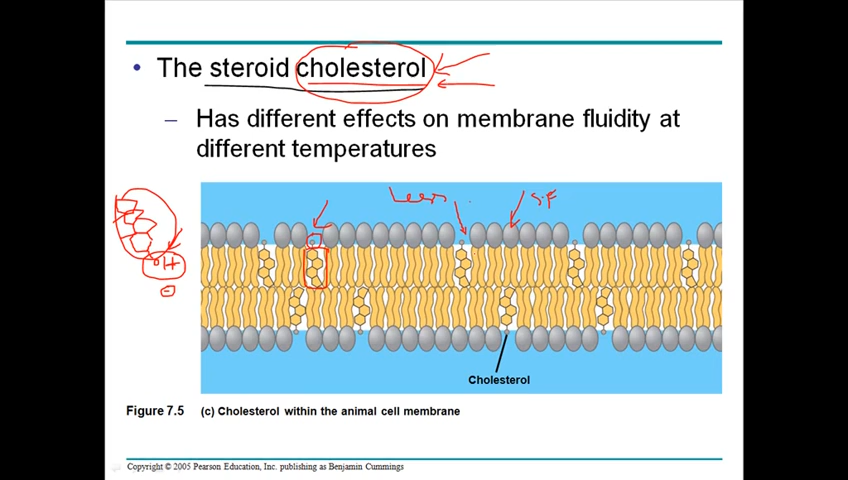 • The steroid cholesterol
– Has different effects on membrane fluidity at
different temperatures
OH
Cholesterol
Figure 7.5 (c) Cholesterol within the animal cell membrane
Copyright © 2005 Pearson Education, Inc. publishing as Benjamin Cummings